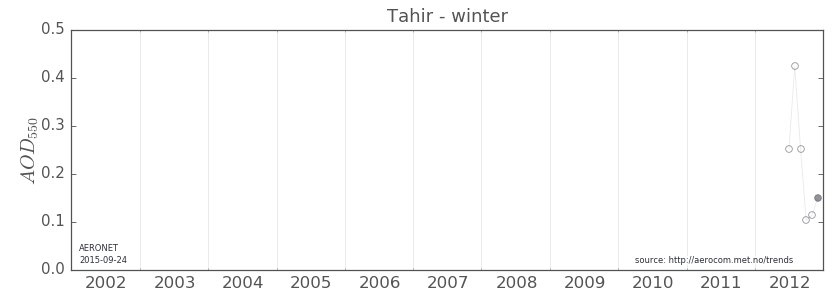 Tahir - winter
0.5
0.4
0.3
0.2
0.1
0.0
AOD550
AERONET
2015-09-24
source: http://aerocom.met.no/trends
2002 2003 2004 2005 2006 2007 2008 2009 2010 2011 2012